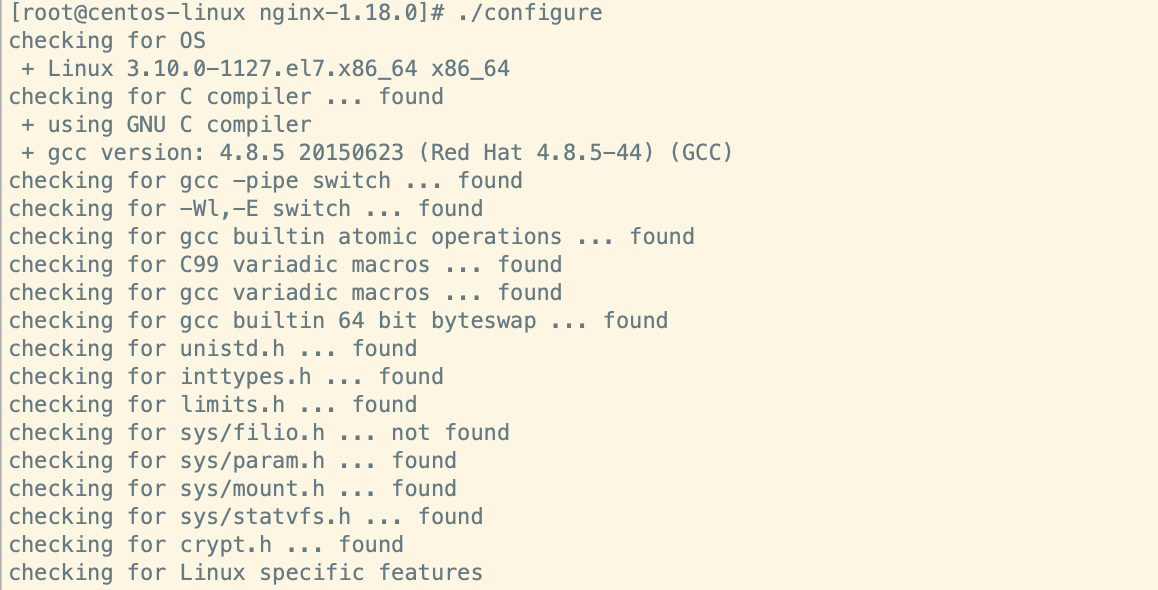 [root@centos-linux nginx-1.18.0]# ./configure
checking for OS
 + Linux 3.10.0-1127.el7.x86_64 x86_64
checking for C compiler ... found
 + using GNU C compiler
 + gcc version: 4.8.5 20150623 (Red Hat 4.8.5-44) (GCC)
checking for gcc -pipe switch ... found
checking for -Wl,-E switch ... found
checking for gcc builtin atomic operations ... found
checking for C99 variadic macros ... found
checking for gcc variadic macros ... found
checking for gcc builtin 64 bit byteswap ... found
checking for unistd.h ... found
checking for inttypes.h ... found
checking for limits.h ... found
checking for sys/filio.h ... not found
checking for sys/param.h ... found
checking for sys/mount.h ... found
checking for sys/statvfs.h ... found
checking for crypt.h ... found
checking for Linux specific features